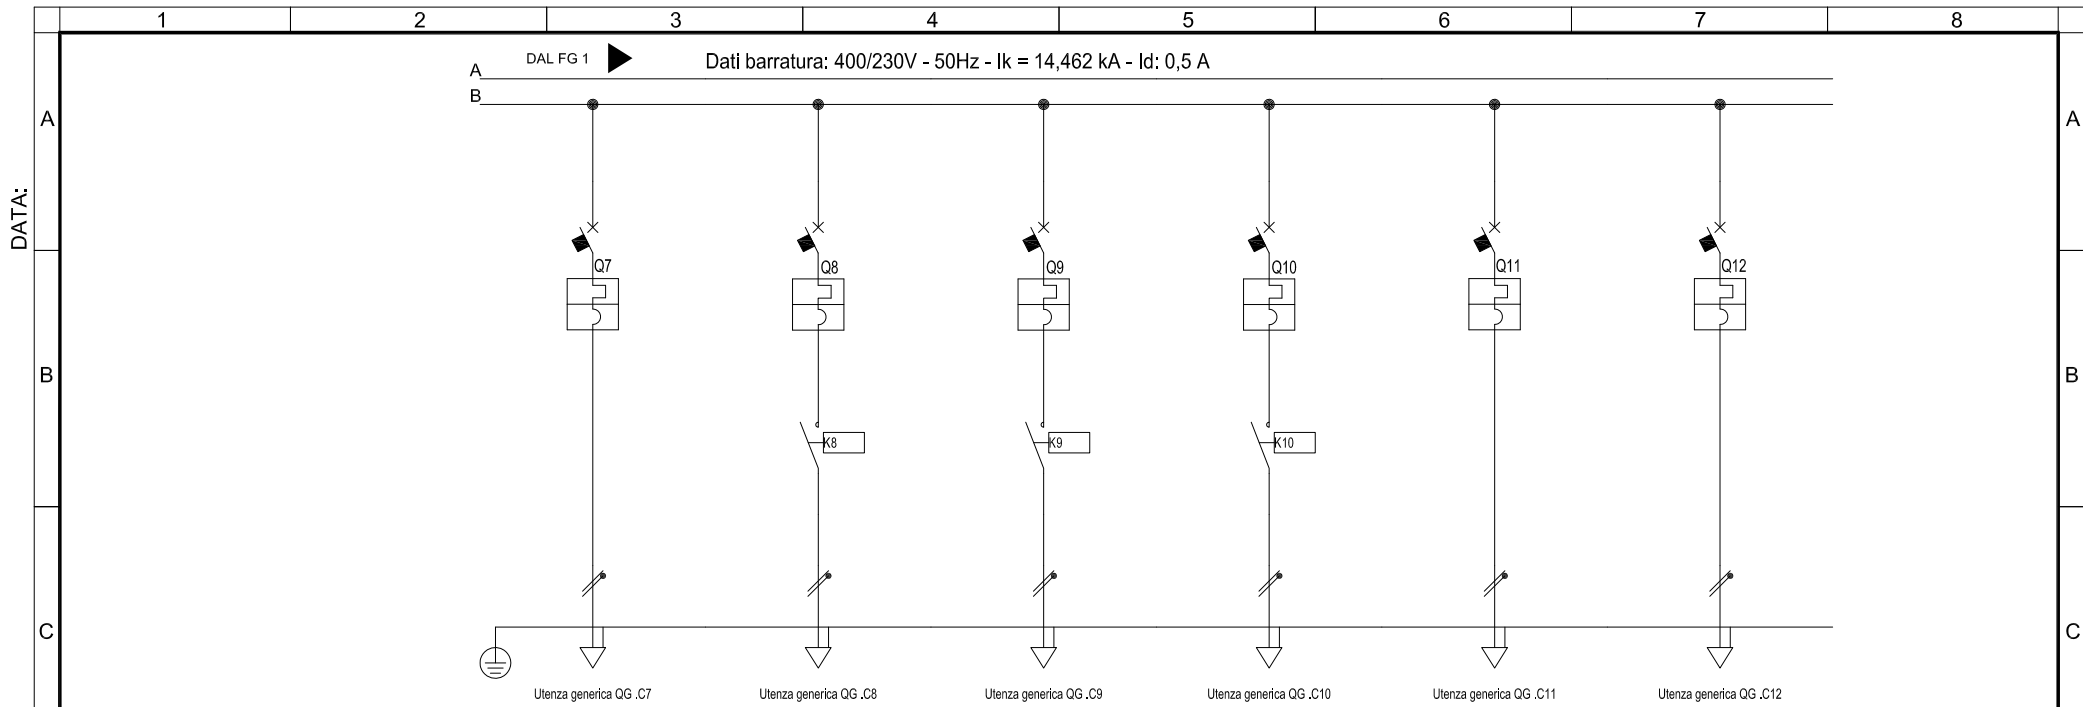 1 2 3 4 5 6 7 8
DAL FG 1 Dati barratura: 400/230V - 50Hz - Ik = 14,462 kA - Id: 0,5 A
A
B
A A
DATA:
Q7 Q8 Q9 Q10 Q11 Q12
B B
K8 K9 K10
C C
Utenza generica QG .C7 Utenza generica QG .C8 Utenza generica QG .C9 Utenza generica QG .C10 Utenza generica QG .C11 Utenza generica QG .C12